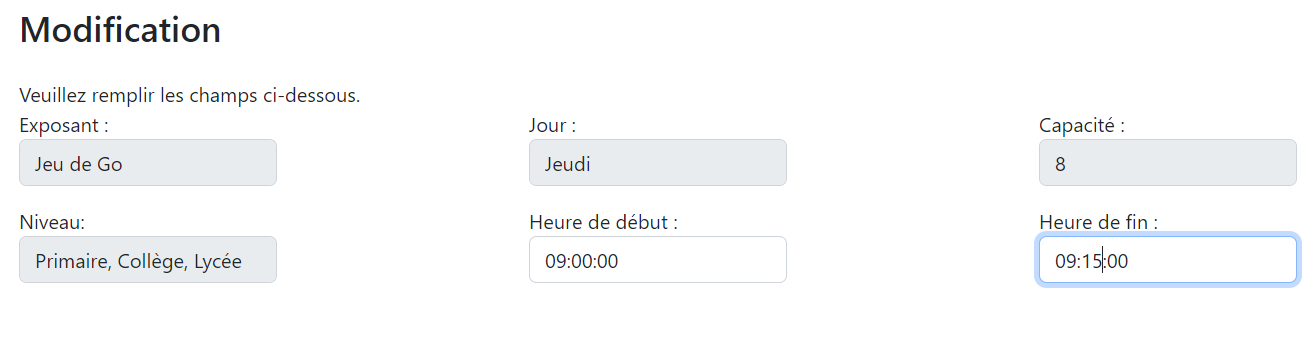 Modification
Veuillez remplir les champs ci-dessous.
Exposant :
Jour :
Capacité :
Jeu de Go
Jeudi
8
Niveau:
Heure de début :
Heure de fin :
Primaire, Collège, Lycée
09:00:00
09:15:00